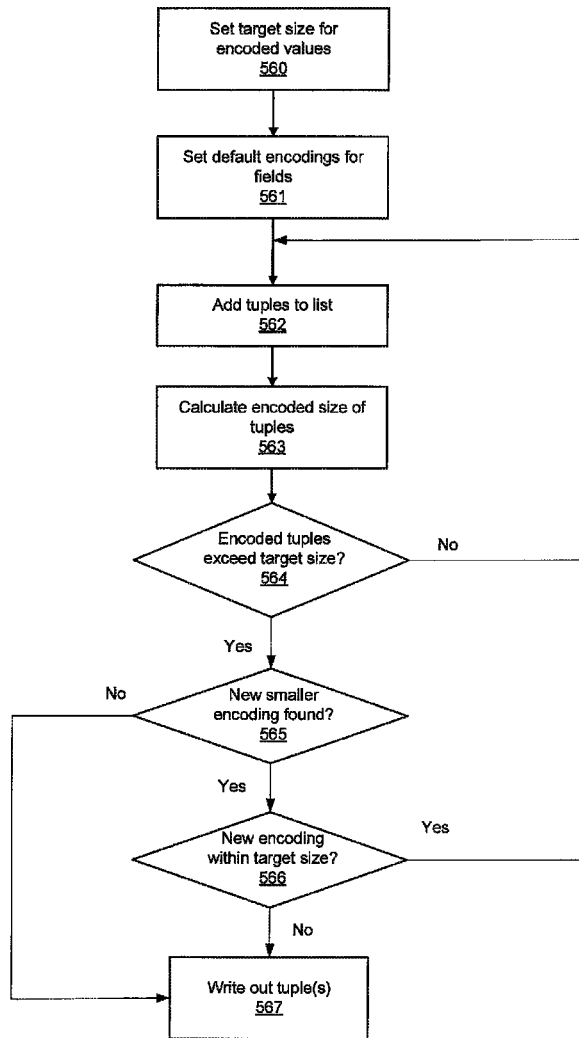 Set target size for
encoded values
560
Set default encodings for
fields
561
Add tuples to list
562
Calculate encoded size of
tuples
563
Encoded tuples
exceed target size?
564
No
Yes
No
New smaller
encoding found?
565
Yes
New encoding
within target size?
566
Yes
No
Write out tuple(s)
567